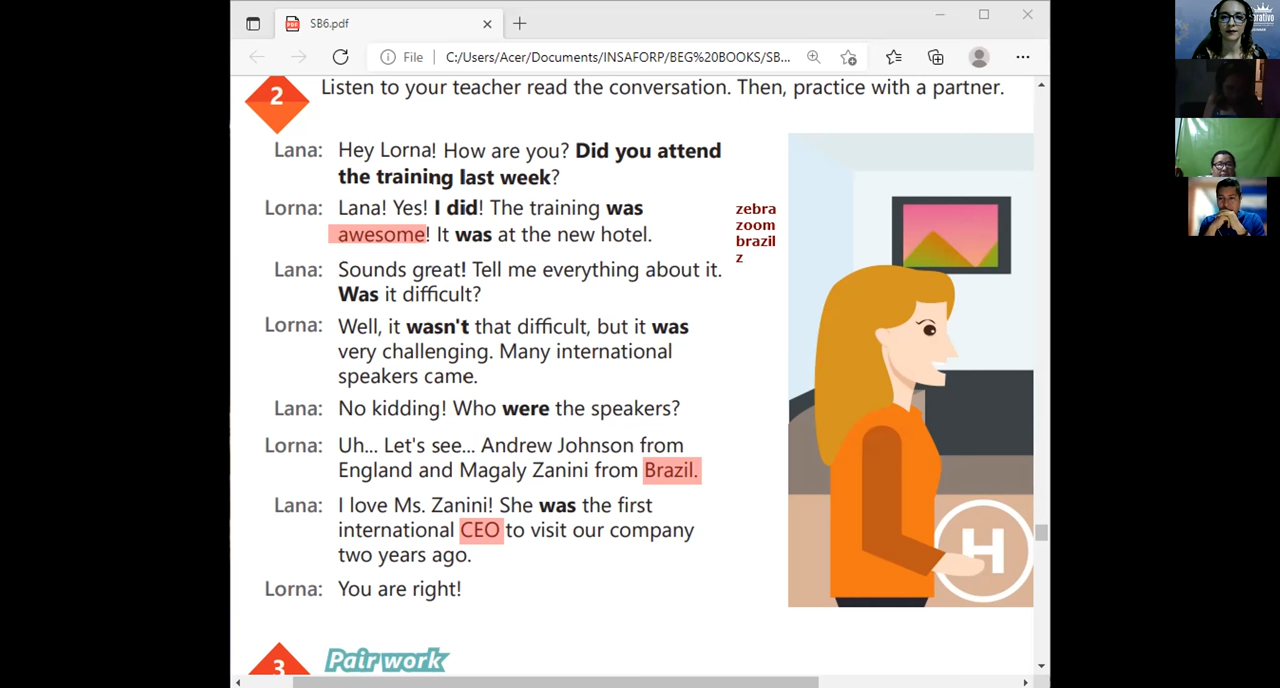 SB6.pdf
File
C:/Users/Acer/Documents/INSAFORP/BEG%20BOOKS/SB...
2
Listen to your teacher read the conversation. Then, practice with a partner.
Lana: Hey Lorna! How are you? Did you attend
the training last week?
Lorna: Lana! Yes! I did! The training was
awesome! It was at the new hotel.
Lana: Sounds great! Tell me everything about it.
Was it difficult?
Lorna: Well, it wasn't that difficult, but it was
very challenging. Many international
speakers came.
Lana: No kidding! Who were the speakers?
Lorna: Uh... Let's see... Andrew Johnson from
England and Magaly Zanini from Brazil.
Lana: I love Ms. Zanini! She was the first
international CEO to visit our company
two years ago.
Lorna: You are right!
zebra
zoom
brazil
z
H
3
Pair work